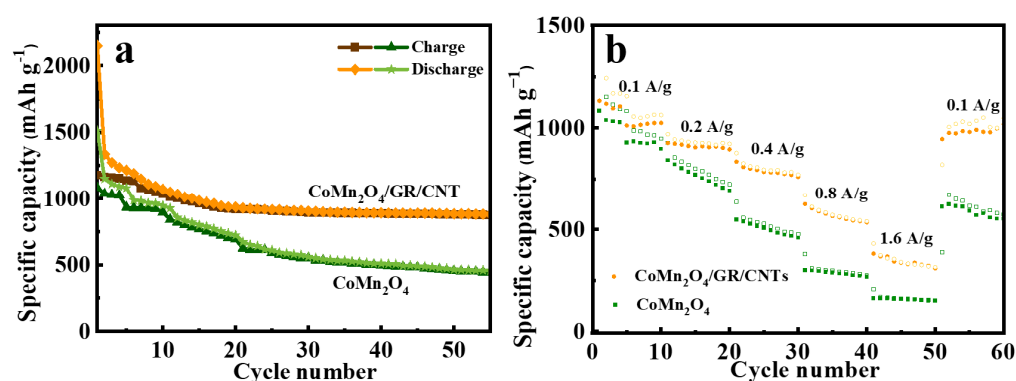 a
Charge
Discharge
CoMn₂O₄/GR/CNT
CoMn₂O₄
Specific capacity (mAh g⁻¹)
0
500
1000
1500
2000
10
20
30
40
50
Cycle number
b
0.1 A/g
0.2 A/g
0.4 A/g
0.8 A/g
1.6 A/g
0.1 A/g
CoMn₂O₄/GR/CNTs
CoMn₂O₄
Specific capacity (mAh g⁻¹)
0
500
1000
1500
0
10
20
30
40
50
60
Cycle number